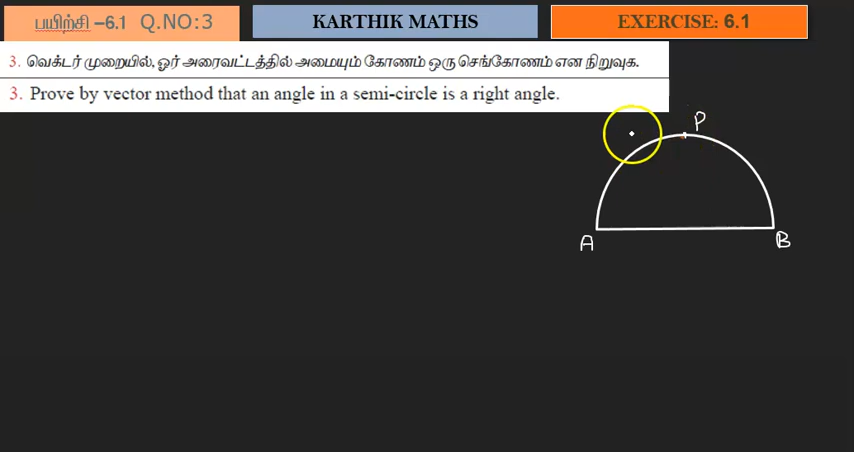 பயிற்சி –6.1 Q.NO:3
KARTHIK MATHS
EXERCISE: 6.1
3. வெக்டர் முறையில், ஓர் அரைவட்டத்தில் அமையும் கோணம் ஒரு செங்கோணம் என நிறுவுக.
3. Prove by vector method that an angle in a semi-circle is a right angle.
P
A
B